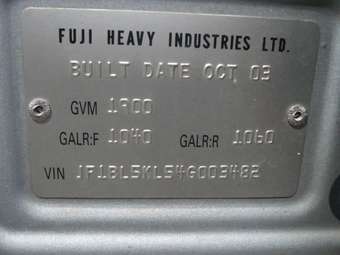 FUJI HEAVY INDUSTRIES LTD.
BUILT DATE OCT 03
GVM 1900
GALR:F 1040 GALR:R 1060
VIN JF1BL5KL54G003482